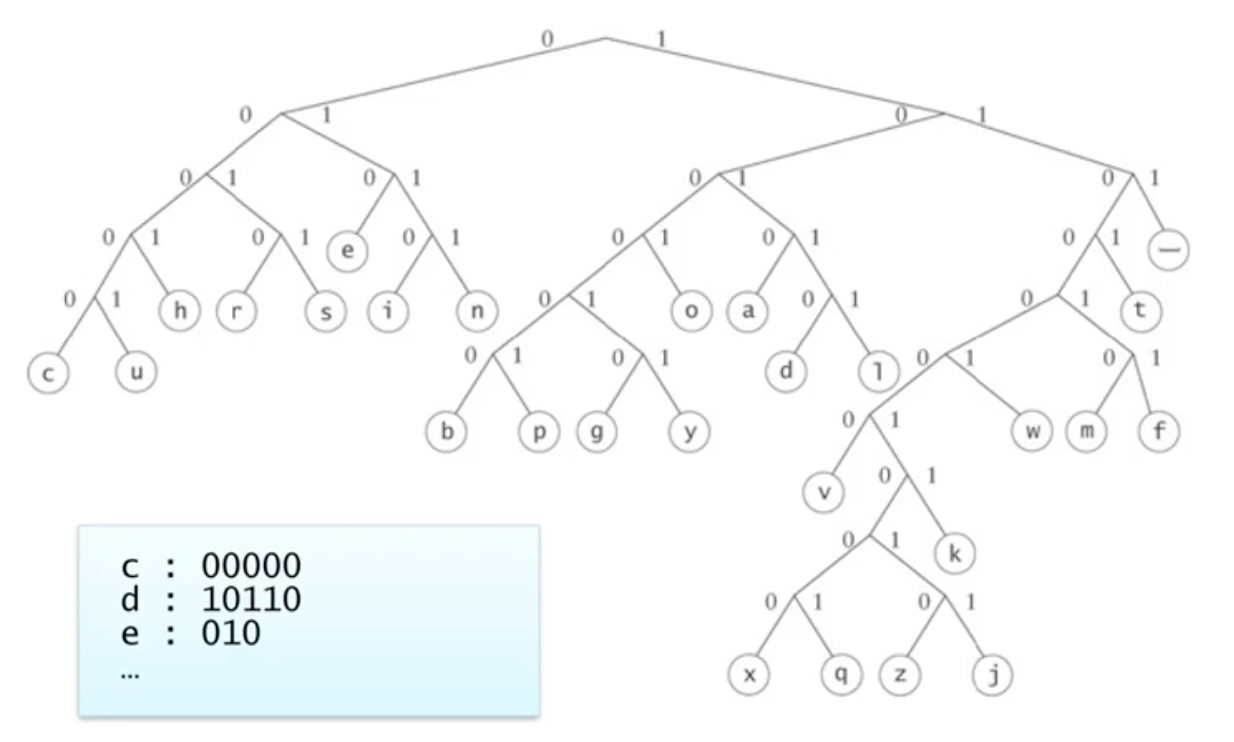 0 1
0 1 0 1
0 1 0 1 0 1 0 1
0 1 0 1 e 0 1 0 1 0 1 0 1 —
0 1 h r s i n 0 1 o a 0 1 0 1 t
c u 0 1 0 1 d l 0 1 0 1
b p g y 0 1 w m f
v 0 1
0 1 k
0 1 0 1
x q z j
c : 00000
d : 10110
e : 010
…